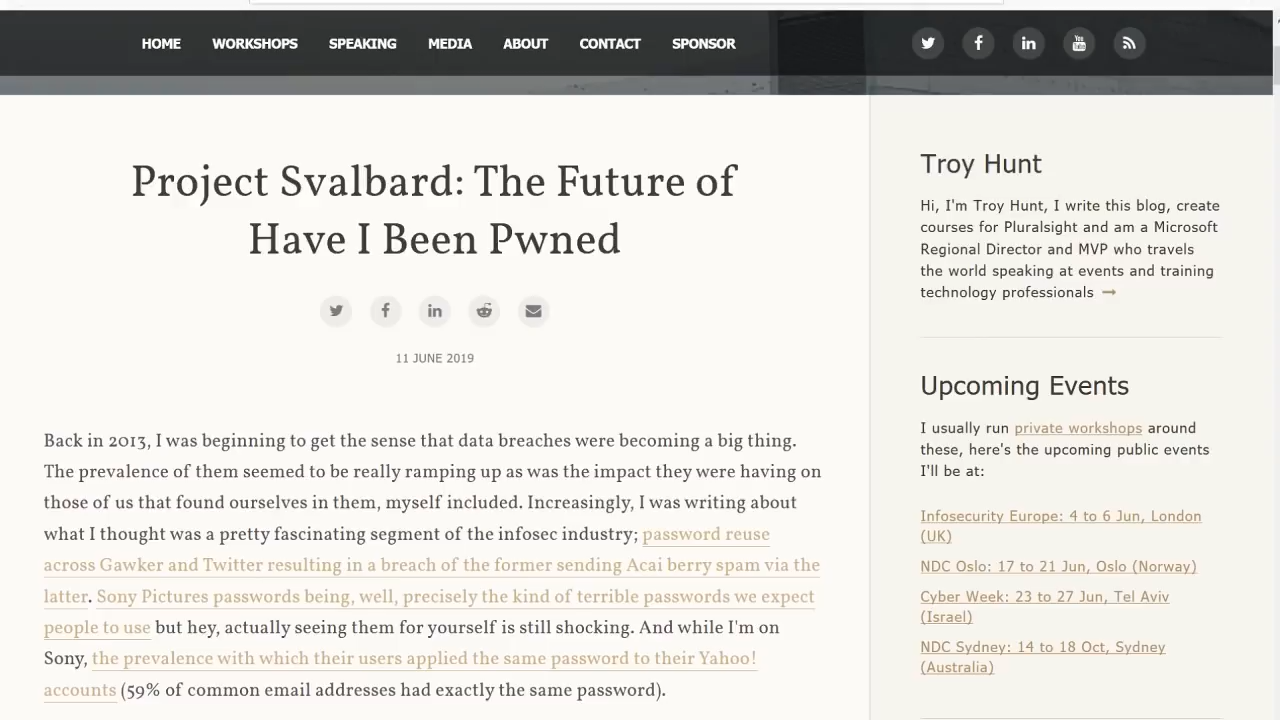 HOME WORKSHOPS SPEAKING MEDIA ABOUT CONTACT SPONSOR
Project Svalbard: The Future of
Have I Been Pwned
11 JUNE 2019
Back in 2013, I was beginning to get the sense that data breaches were becoming a big thing.
The prevalence of them seemed to be really ramping up as was the impact they were having on
those of us that found ourselves in them, myself included. Increasingly, I was writing about
what I thought was a pretty fascinating segment of the infosec industry; password reuse
across Gawker and Twitter resulting in a breach of the former sending Acai berry spam via the
latter. Sony Pictures passwords being, well, precisely the kind of terrible passwords we expect
people to use but hey, actually seeing them for yourself is still shocking. And while I'm on
Sony, the prevalence with which their users applied the same password to their Yahoo!
accounts (59% of common email addresses had exactly the same password).
Troy Hunt
Hi, I'm Troy Hunt, I write this blog, create
courses for Pluralsight and am a Microsoft
Regional Director and MVP who travels
the world speaking at events and training
technology professionals
Upcoming Events
I usually run private workshops around
these, here's the upcoming public events
I'll be at:
Infosecurity Europe: 4 to 6 Jun, London
(UK)
NDC Oslo: 17 to 21 Jun, Oslo (Norway)
Cyber Week: 23 to 27 Jun, Tel Aviv
(Israel)
NDC Sydney: 14 to 18 Oct, Sydney
(Australia)